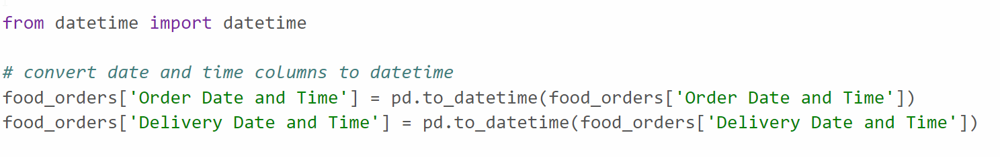 from datetime import datetime
# convert date and time columns to datetime
food_orders['Order Date and Time'] = pd.to_datetime(food_orders['Order Date and Time'])
food_orders['Delivery Date and Time'] = pd.to_datetime(food_orders['Delivery Date and Time'])